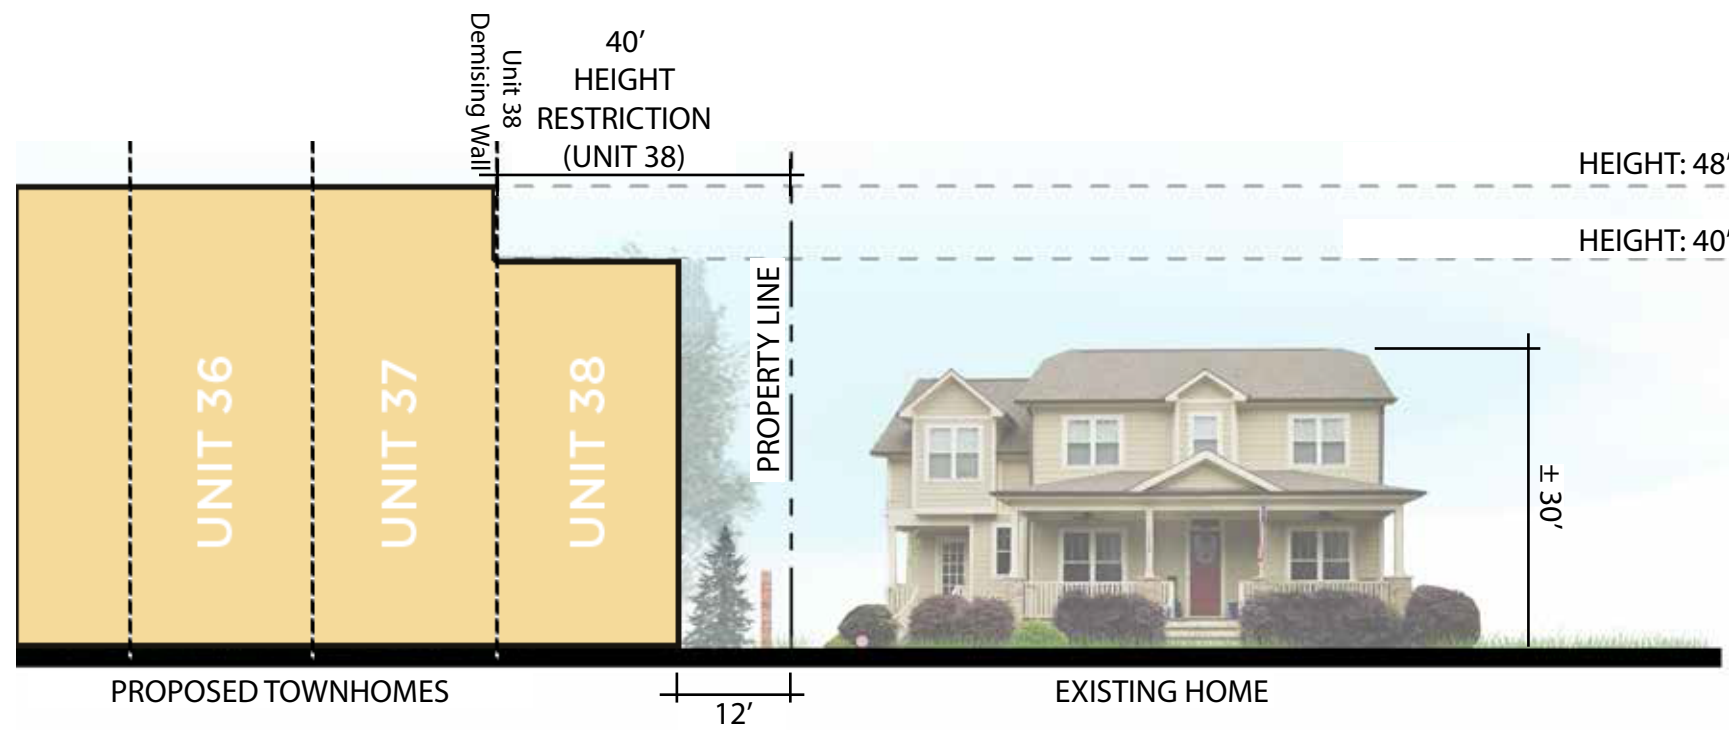 Unit 38
Demising Wall
40’
HEIGHT
RESTRICTION
(UNIT 38)
HEIGHT: 48’
HEIGHT: 40’
PROPERTY LINE
UNIT 36
UNIT 37
UNIT 38
± 30’
PROPOSED TOWNHOMES
12’
EXISTING HOME